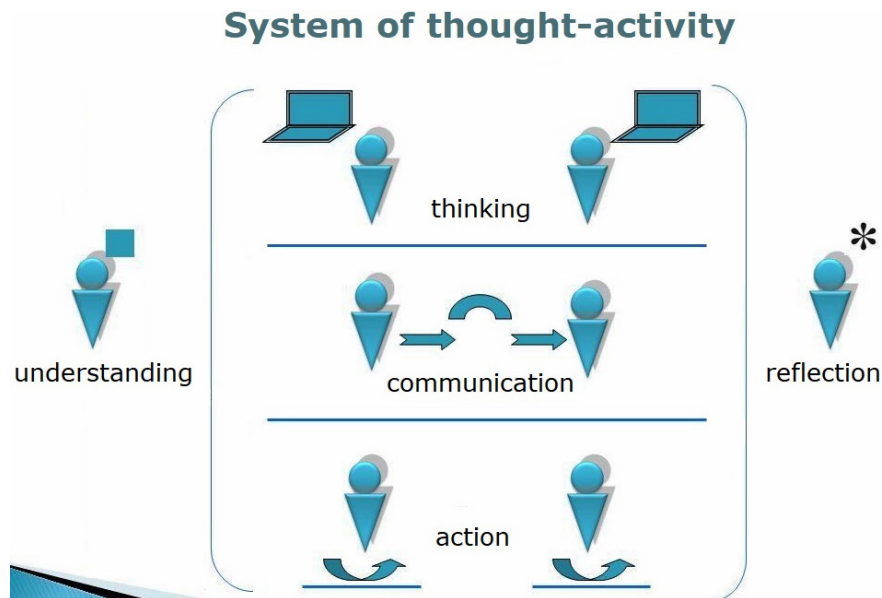 System of thought-activity
thinking
understanding
communication
reflection
action